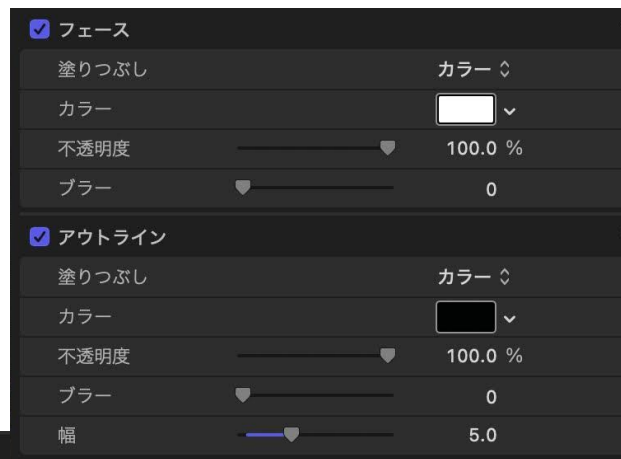 フェース
塗りつぶし カラー
カラー
不透明度 100.0 %
ブラー 0
アウトライン
塗りつぶし カラー
カラー
不透明度 100.0 %
ブラー 0
幅 5.0